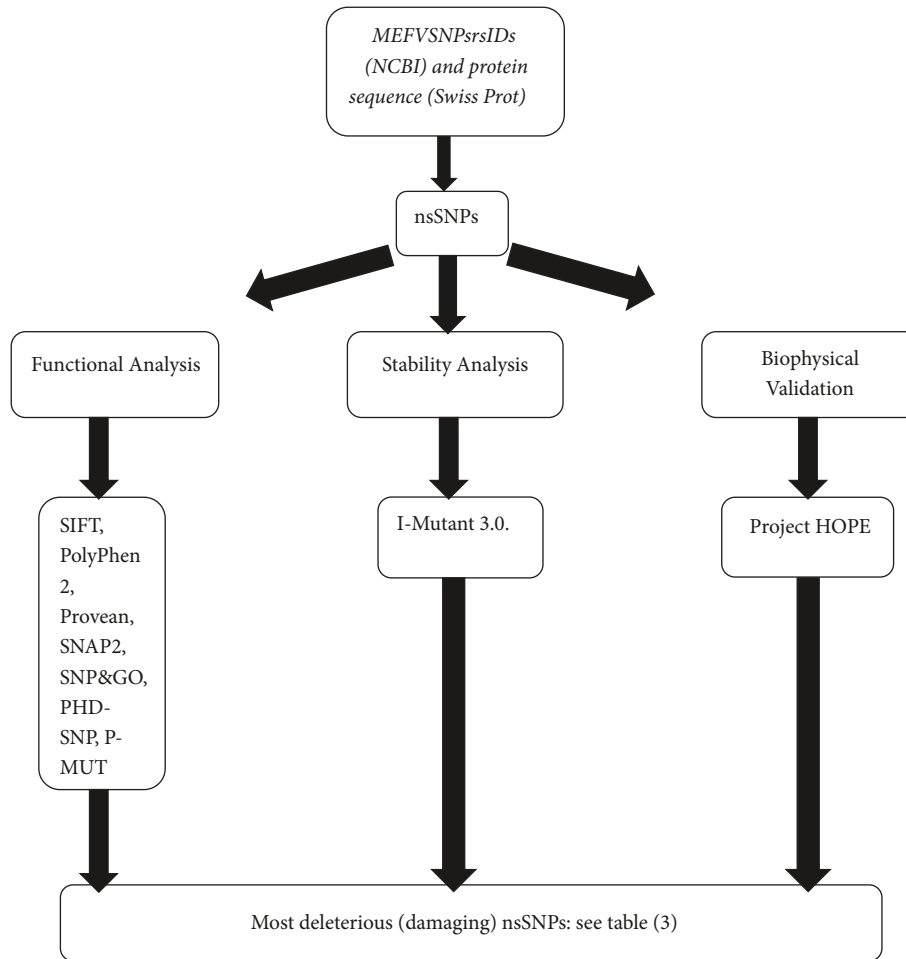 MEFVSNPsrsIDs
(NCBI) and protein
sequence (Swiss Prot)
nsSNPs
Functional Analysis
Stability Analysis
Biophysical
Validation
SIFT,
PolyPhen
2,
Provean,
SNAP2,
SNP&GO,
PHD-
SNP, P-
MUT
I-Mutant 3.0.
Project HOPE
Most deleterious (damaging) nsSNPs: see table (3)